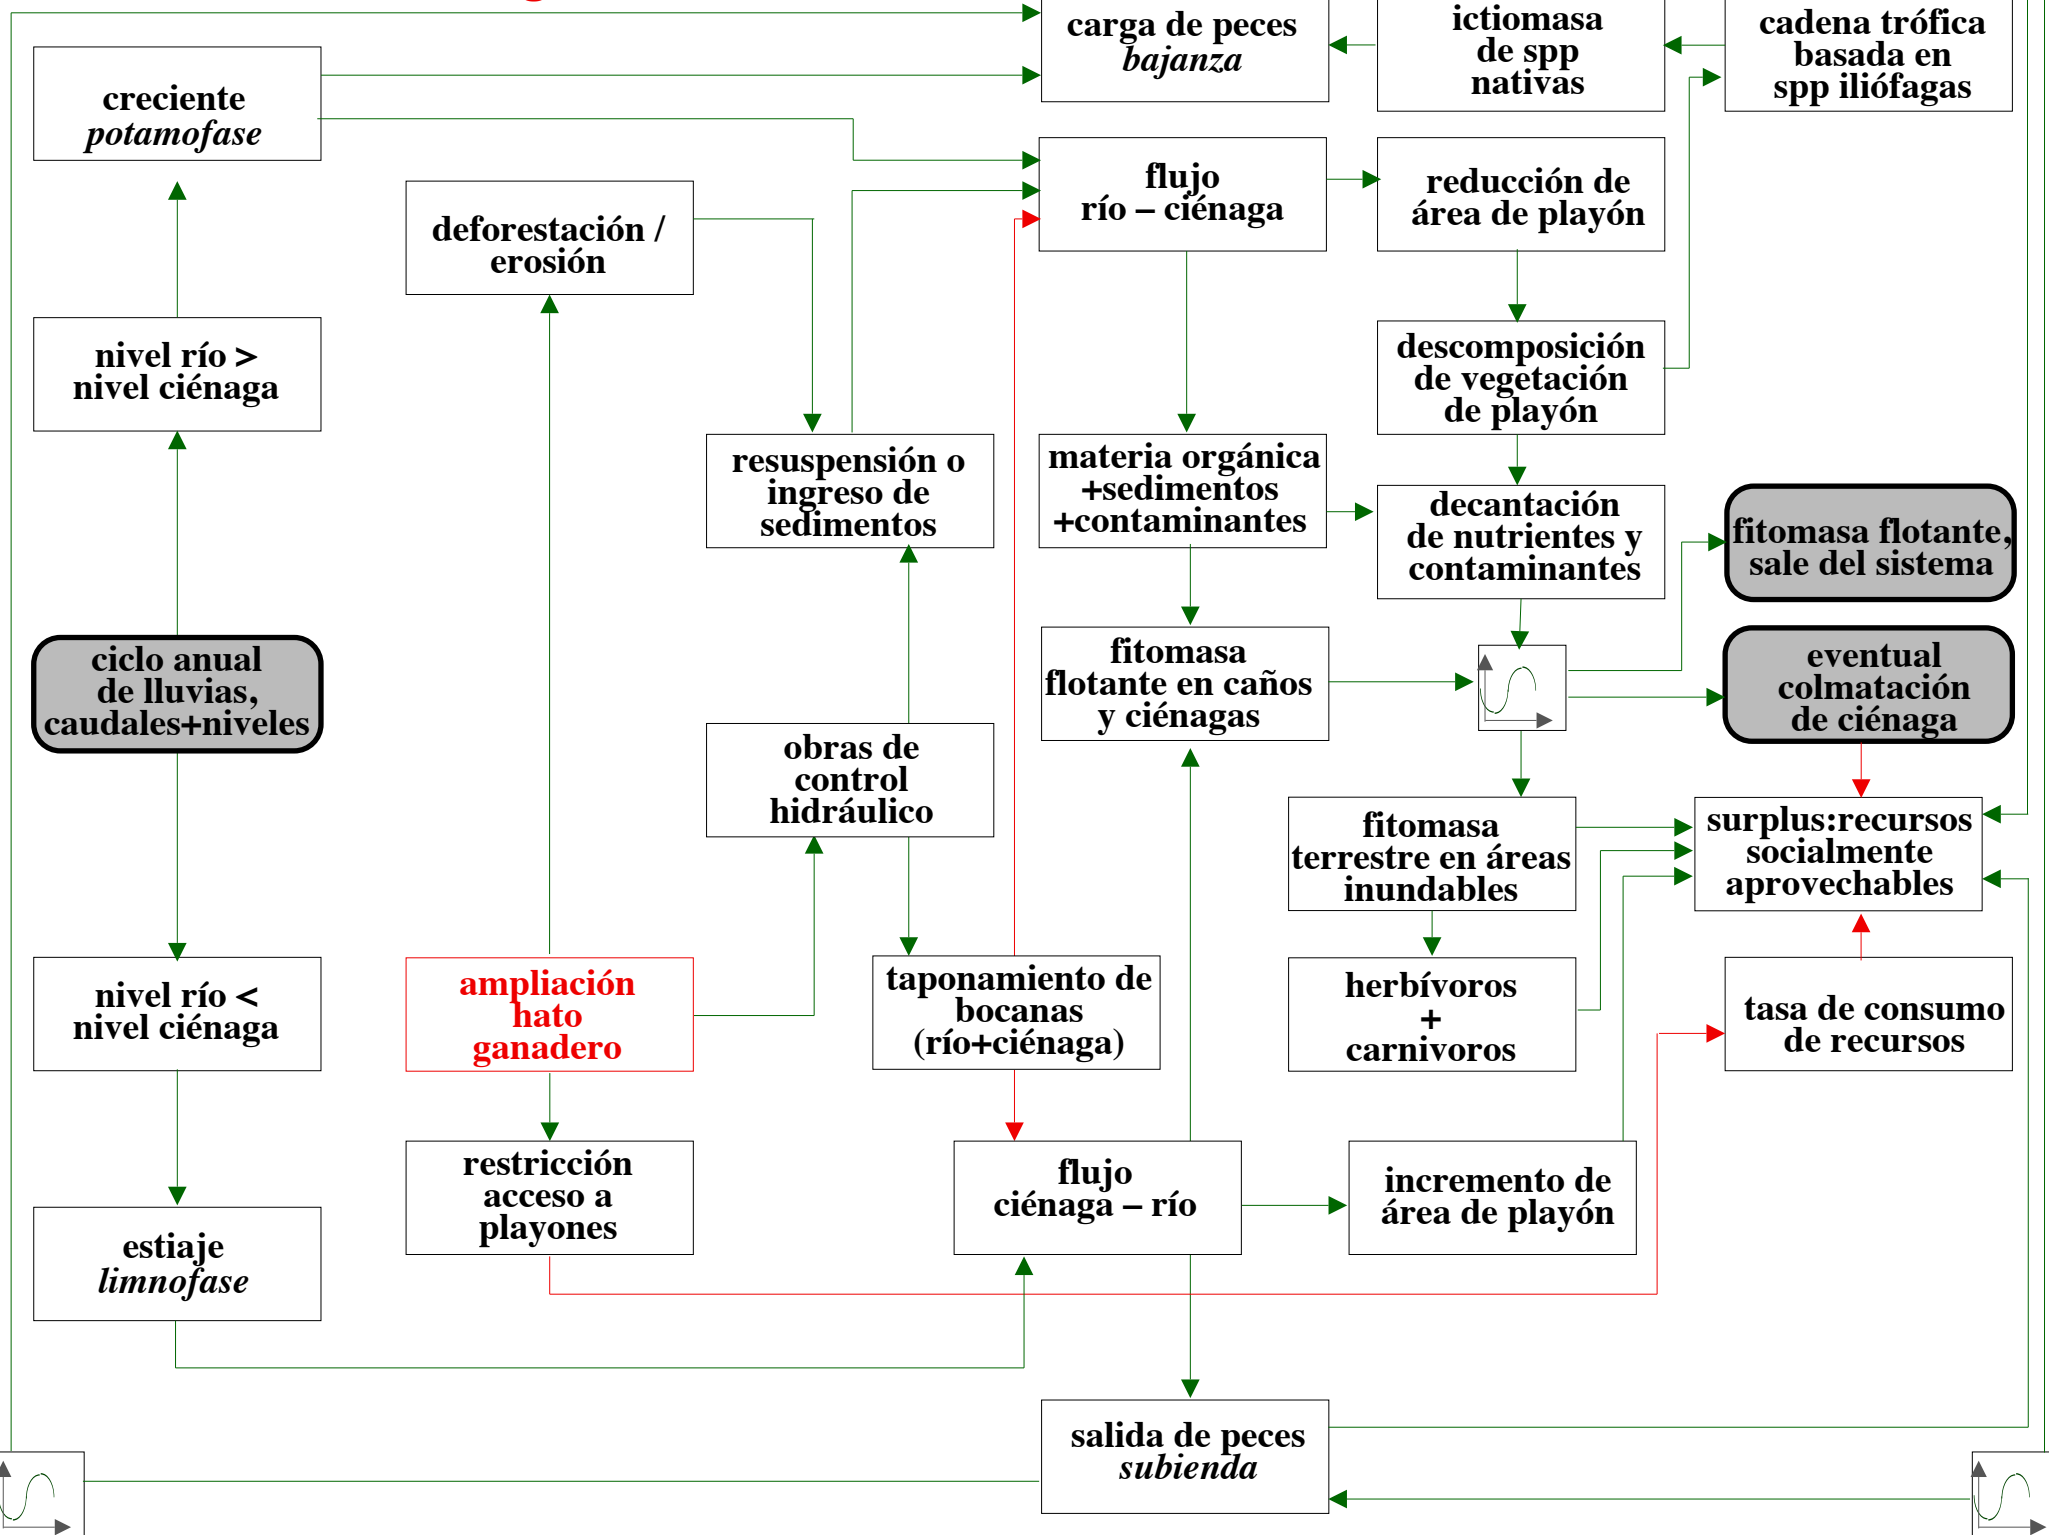 carga de peces
bajanza
ictiomasa
de spp
nativas
cadena trófica
basada en
spp iliófagas
creciente
potamofase
flujo
río – ciénaga
reducción de
área de playón
deforestación /
erosión
nivel río >
nivel ciénaga
descomposición
de vegetación
de playón
resuspensión o
ingreso de
sedimentos
materia orgánica
+sedimentos
+contaminantes
decantación
de nutrientes y
contaminantes
fitomasa flotante,
sale del sistema
ciclo anual
de lluvias,
caudales+niveles
fitomasa
flotante en caños
y ciénagas
eventual
colmatación
de ciénaga
obras de
control
hidráulico
fitomasa
terrestre en áreas
inundables
surplus:recursos
socialmente
aprovechables
nivel río <
nivel ciénaga
ampliación
hato
ganadero
taponamiento de
bocanas
(río+ciénaga)
herbívoros
+
carnivoros
tasa de consumo
de recursos
restricción
acceso a
playones
flujo
ciénaga – río
incremento de
área de playón
estiaje
limnofase
salida de peces
subienda